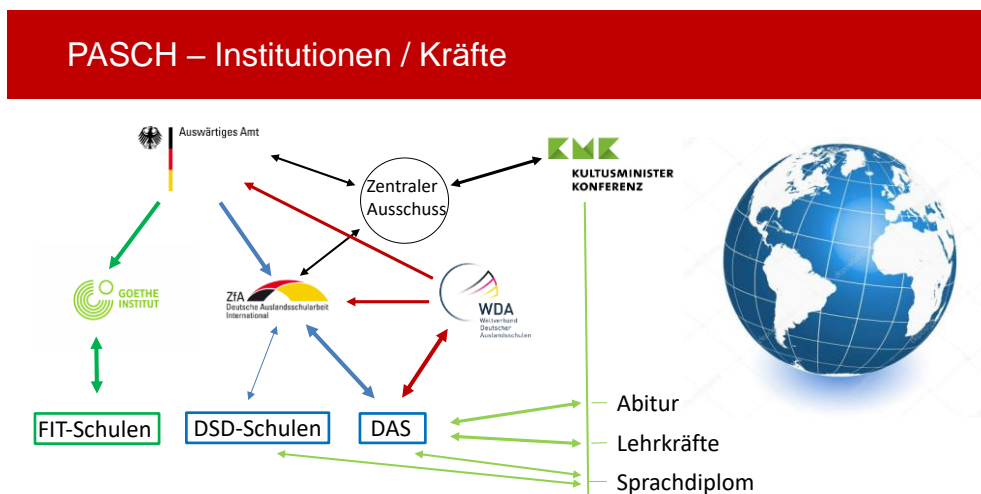 PASCH – Institutionen / Kräfte
Auswärtiges Amt
Zentraler
Ausschuss
KMK
KULTUSMINISTER
KONFERENZ
GOETHE
INSTITUT
ZfA
Deutsche Auslandsschularbeit
International
WDA
Weltverband
Deutscher
Auslandsschulen
FIT-Schulen
DSD-Schulen
DAS
Abitur
Lehrkräfte
Sprachdiplom